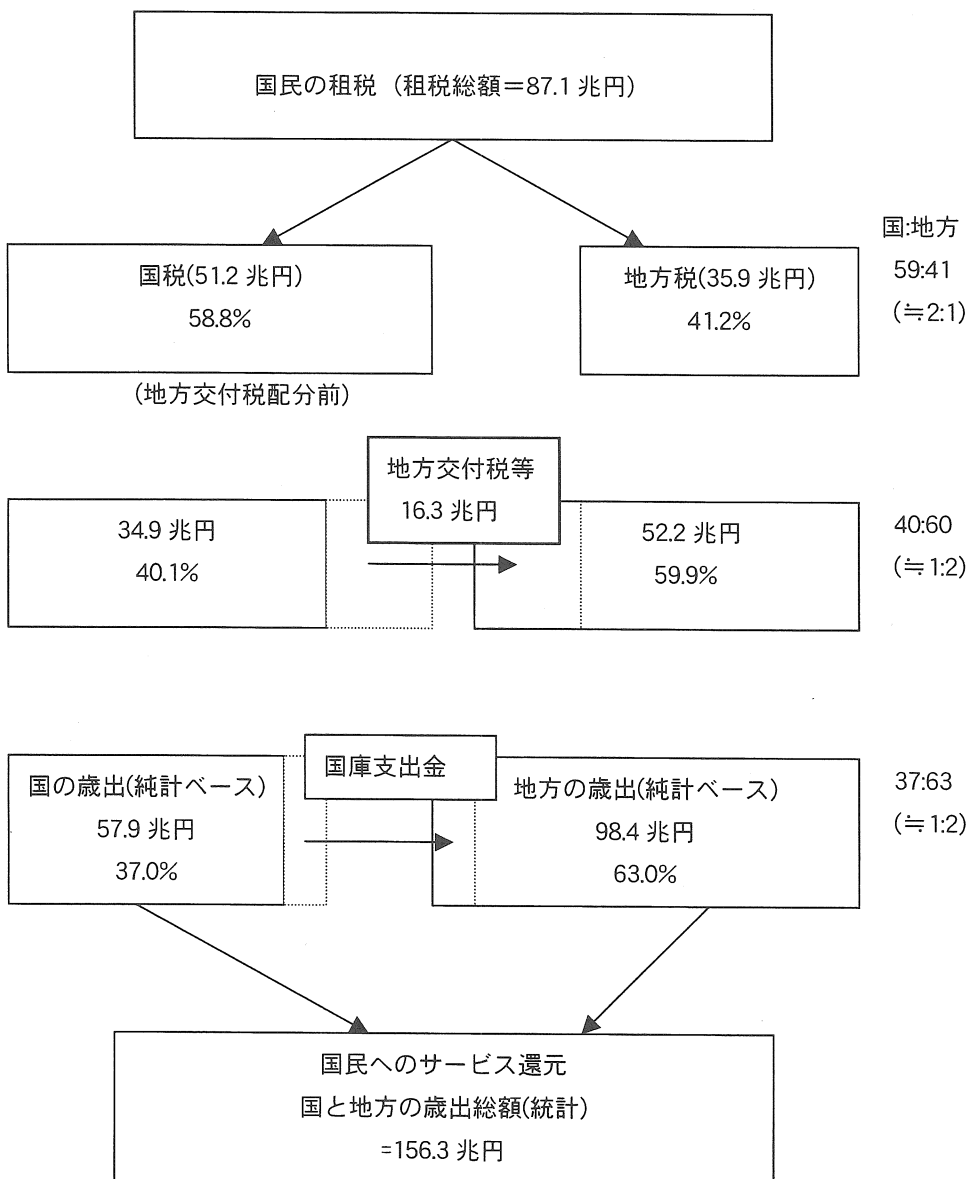 国民の租税（租税総額＝87.1 兆円）
国:地方
国税(51.2 兆円)
58.8%
地方税(35.9 兆円)
41.2%
59:41
（≒2:1）
（地方交付税配分前）
地方交付税等
16.3 兆円
34.9 兆円
40.1%
52.2 兆円
59.9%
40:60
（≒1:2）
国庫支出金
国の歳出(純計ベース)
57.9 兆円
37.0%
地方の歳出(純計ベース)
98.4 兆円
63.0%
37:63
（≒1:2）
国民へのサービス還元
国と地方の歳出総額(統計)
=156.3 兆円